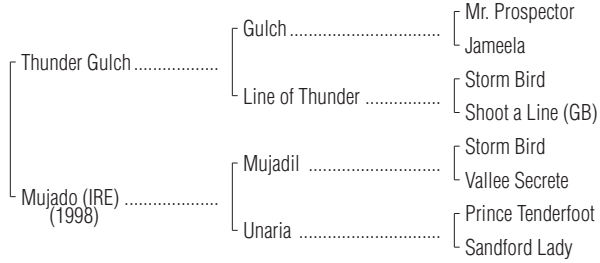 Mr. Prospector
Gulch..............................
Jameela
Thunder Gulch.................
Storm Bird
Line of Thunder ...............
Shoot a Line (GB)
Storm Bird
Mujadil ..........................
Vallee Secrete
Mujado (IRE) ...................
(1998)
Prince Tenderfoot
Unaria ............................
Sandford Lady